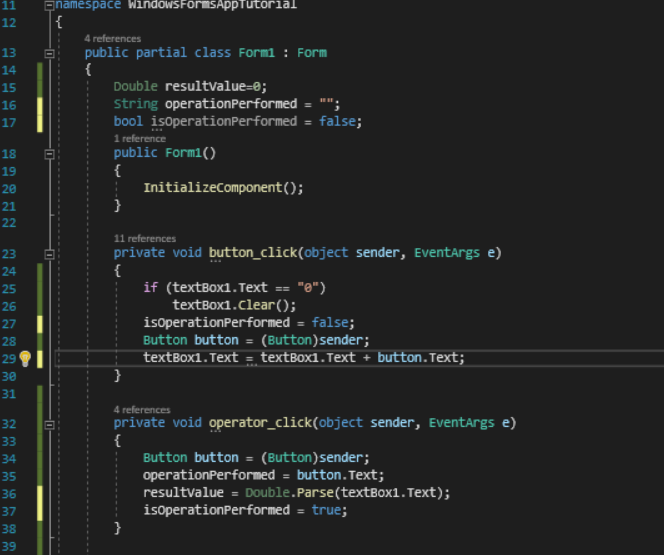 11 namespace WindowsFormsAppTutorial
12 {
4 references
13 public partial class Form1 : Form
14 {
15 Double resultValue=0;
16 String operationPerformed = "";
17 bool isOperationPerformed = false;
1 reference
18 public Form1()
19 {
20 InitializeComponent();
21 }
22
11 references
23 private void button_click(object sender, EventArgs e)
24 {
25 if (textBox1.Text == "0")
26 textBox1.Clear();
27 isOperationPerformed = false;
28 Button button = (Button)sender;
29 textBox1.Text = textBox1.Text + button.Text;
30 }
31
4 references
32 private void operator_click(object sender, EventArgs e)
33 {
34 Button button = (Button)sender;
35 operationPerformed = button.Text;
36 resultValue = Double.Parse(textBox1.Text);
37 isOperationPerformed = true;
38 }
39